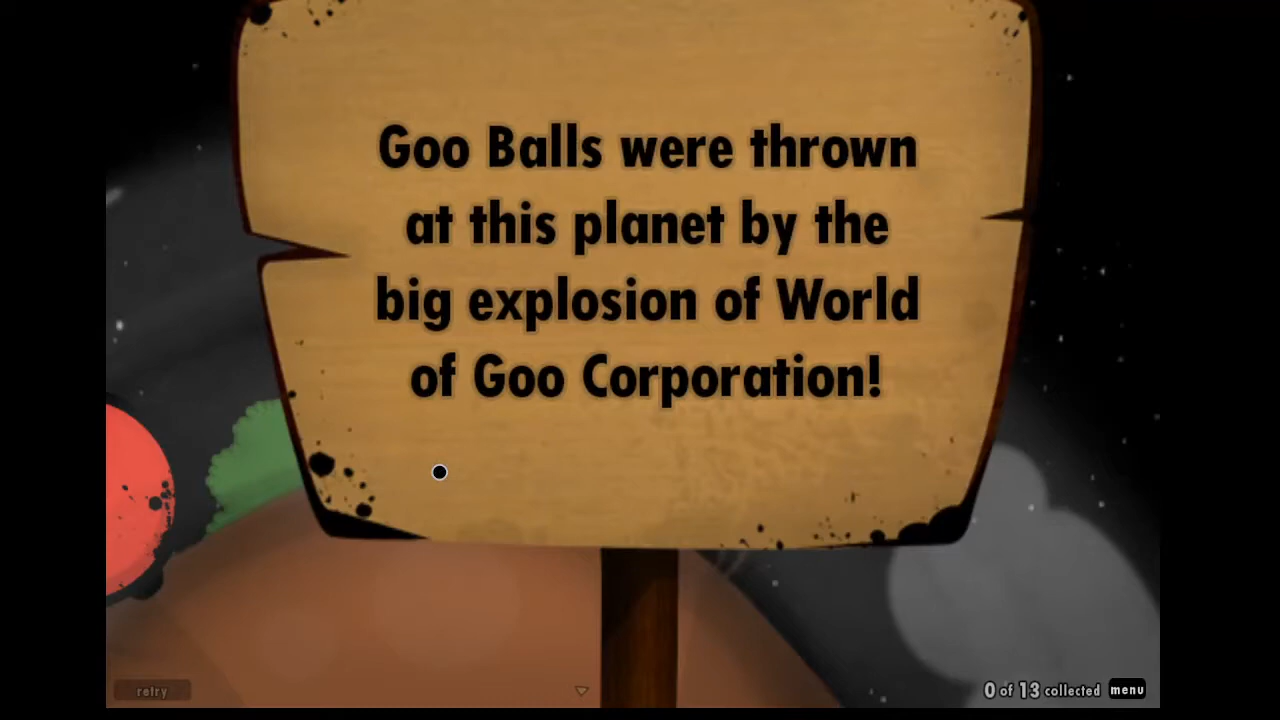 Goo Balls were thrown
at this planet by the
big explosion of World
of Goo Corporation!
retry
0 of 13 collected menu